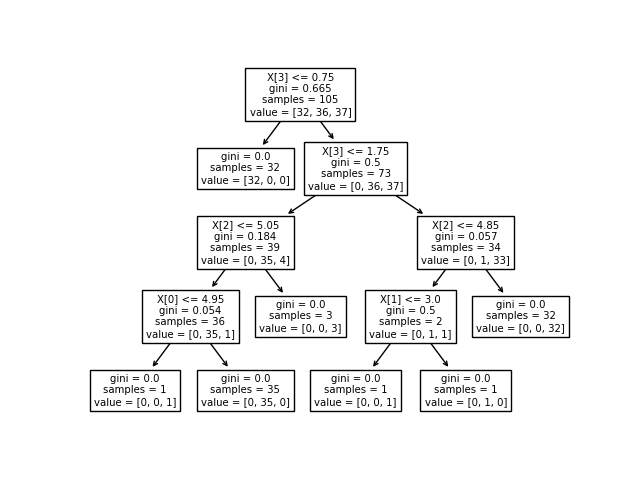 X[3] <= 0.75
gini = 0.665
samples = 105
value = [32, 36, 37]
gini = 0.0
samples = 32
value = [32, 0, 0]
X[3] <= 1.75
gini = 0.5
samples = 73
value = [0, 36, 37]
X[2] <= 5.05
gini = 0.184
samples = 39
value = [0, 35, 4]
X[2] <= 4.85
gini = 0.057
samples = 34
value = [0, 1, 33]
X[0] <= 4.95
gini = 0.054
samples = 36
value = [0, 35, 1]
gini = 0.0
samples = 3
value = [0, 0, 3]
X[1] <= 3.0
gini = 0.5
samples = 2
value = [0, 1, 1]
gini = 0.0
samples = 32
value = [0, 0, 32]
gini = 0.0
samples = 1
value = [0, 0, 1]
gini = 0.0
samples = 35
value = [0, 35, 0]
gini = 0.0
samples = 1
value = [0, 0, 1]
gini = 0.0
samples = 1
value = [0, 1, 0]